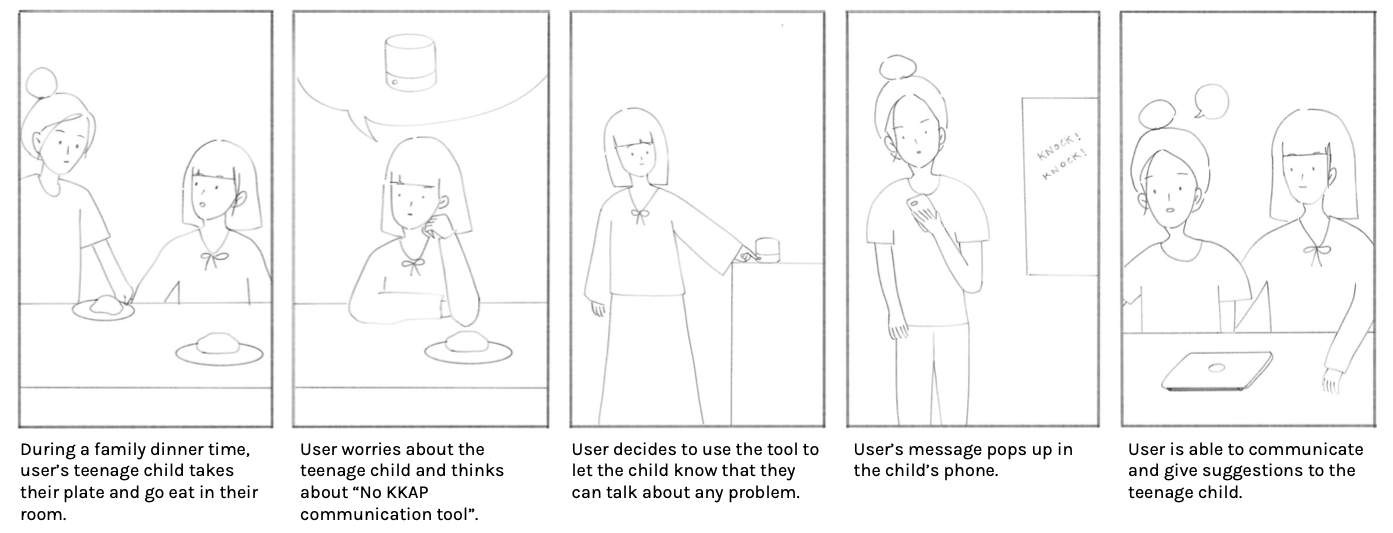 KNOCK!
KNOCK!
During a family dinner time,
user's teenage child takes
their plate and go eat in their
room.
User worries about the
teenage child and thinks
about “No KKAP
communication tool”.
User decides to use the tool to
let the child know that they
can talk about any problem.
User’s message pops up in
the child’s phone.
User is able to communicate
and give suggestions to the
teenage child.